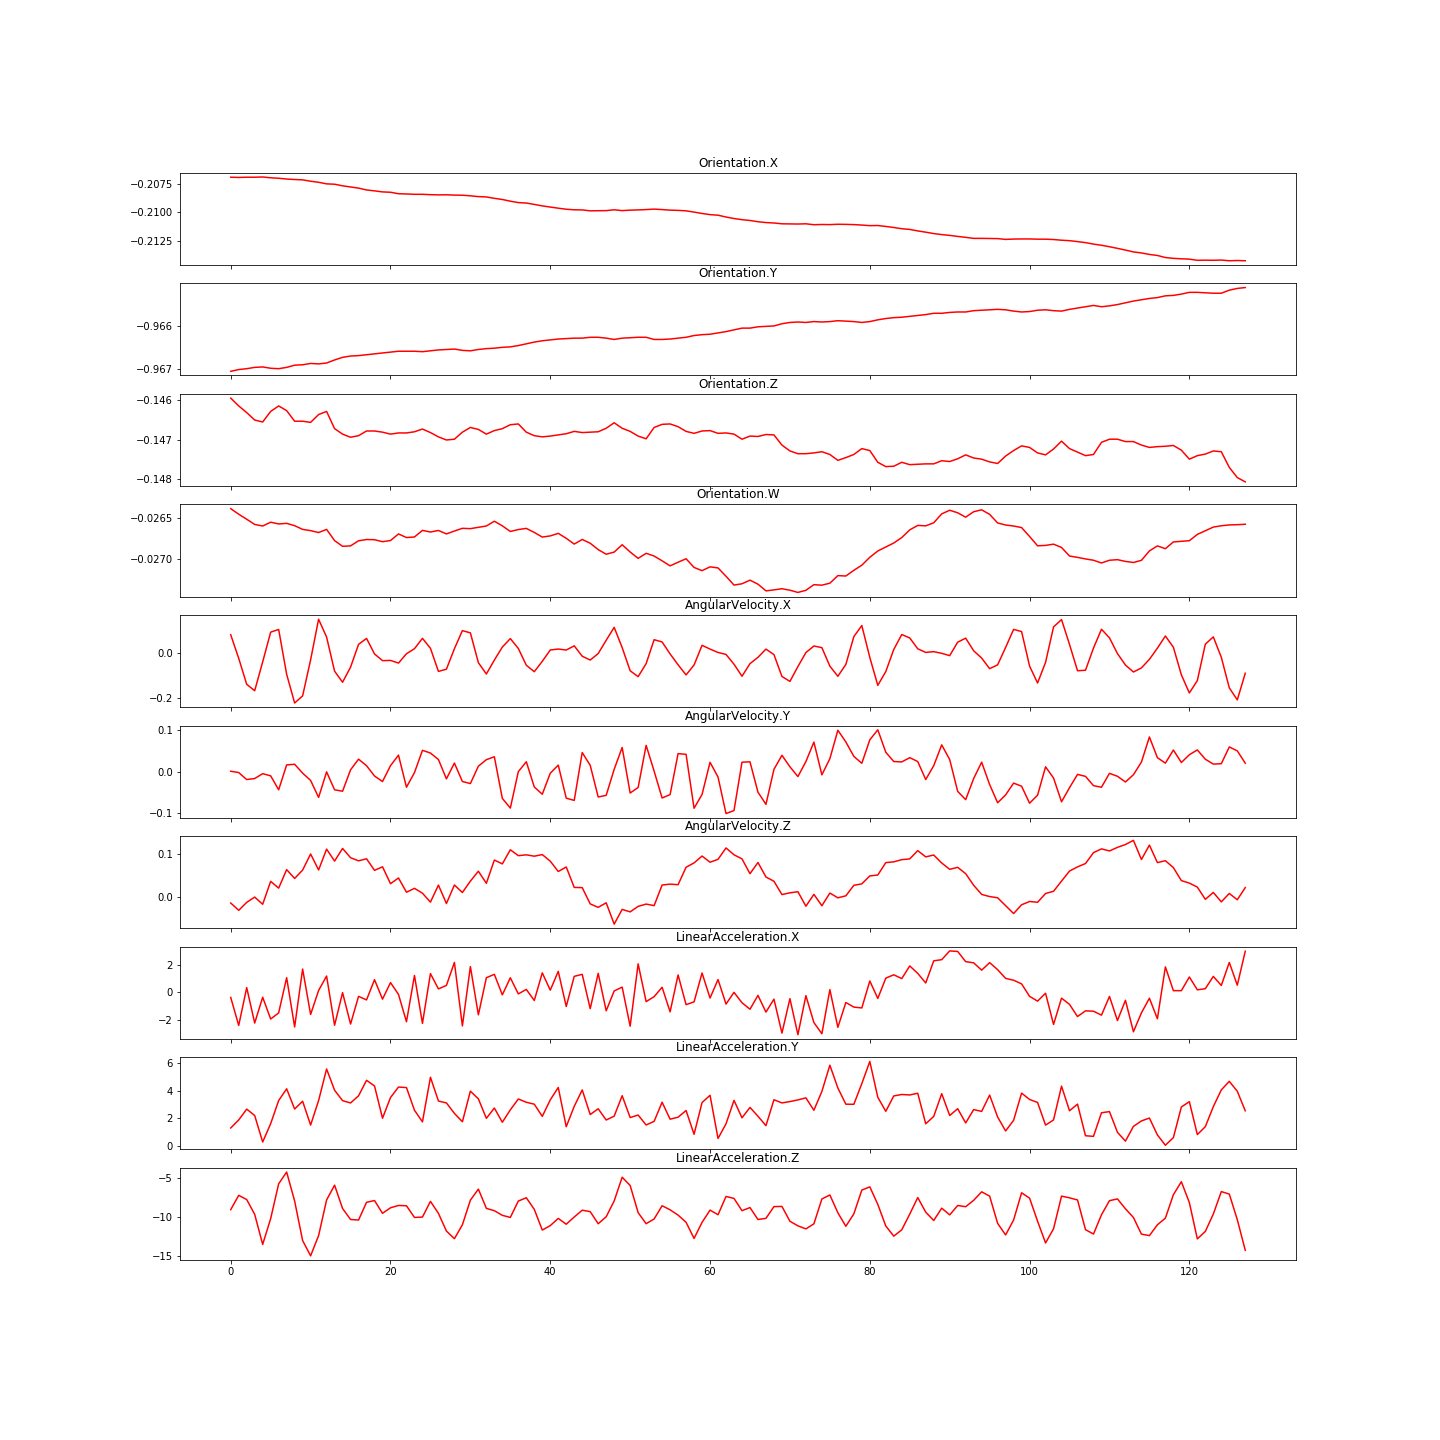 Orientation.X
−0.2075
−0.2100
−0.2125
Orientation.Y
−0.966
−0.967
Orientation.Z
−0.146
−0.147
−0.148
Orientation.W
−0.0265
−0.0270
AngularVelocity.X
0.0
−0.2
AngularVelocity.Y
0.1
0.0
−0.1
AngularVelocity.Z
0.1
0.0
LinearAcceleration.X
2
0
−2
LinearAcceleration.Y
6
4
2
0
LinearAcceleration.Z
−5
−10
−15
0 20 40 60 80 100 120